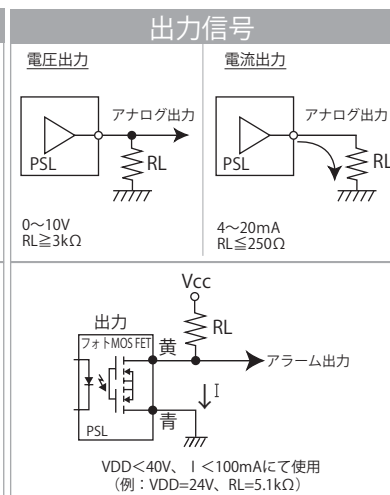 出力信号
電圧出力
アナログ出力
PSL
RL
0〜10V
RL≧3kΩ
電流出力
アナログ出力
PSL
RL
4〜20mA
RL≦250Ω
Vcc
RL
出力
フォトMOS FET
黄
アラーム出力
I
青
PSL
VDD<40V、I<100mAにて使用
(例:VDD=24V、RL=5.1kΩ)